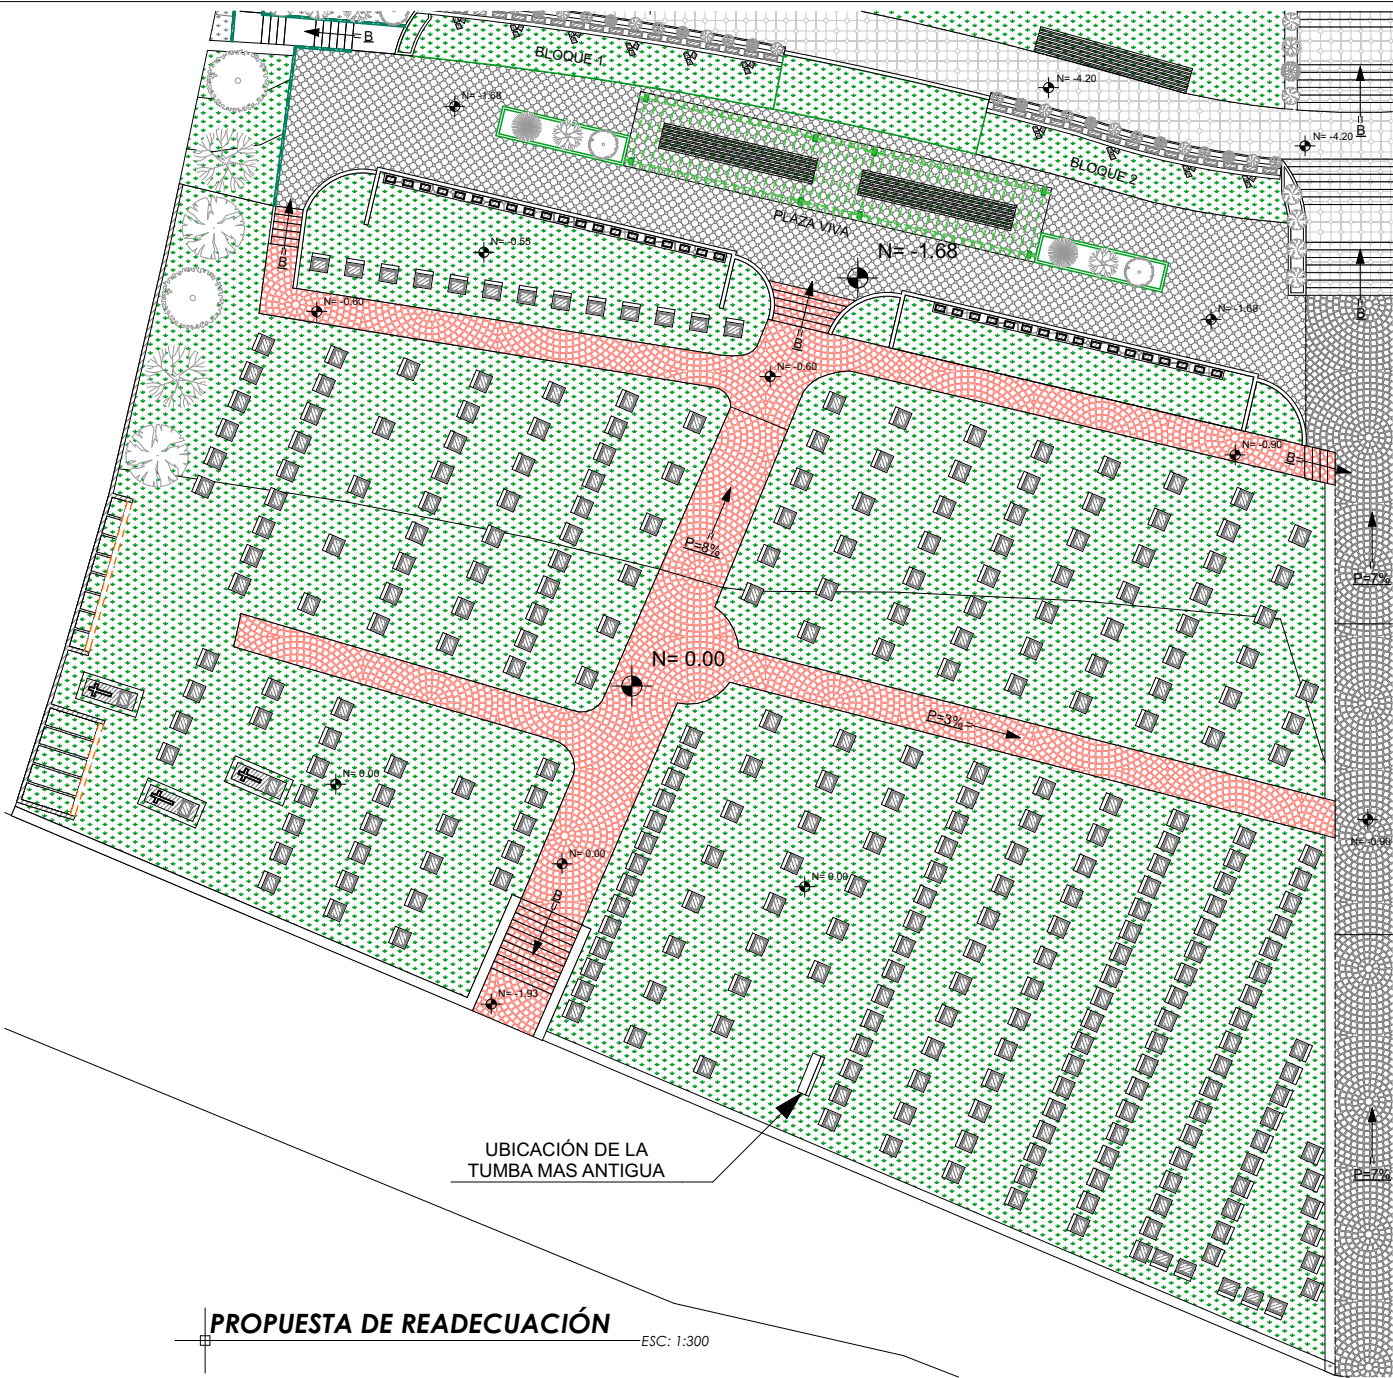 B
BLOQUE 1
N= -4.20
N= -1.68
B
N= -4.20
BLOQUE 2
PLAZA VIVA
N= -1.68
N= -0.55
B
N= -0.60
B
N= -1.68
B
N= -0.60
N= -0.90
B
P=8%
P=7%
N= 0.00
P=3%
N= 0.00
N= -0.90
N= 0.00
N= 0.00
B
N= -1.93
UBICACIÓN DE LA
TUMBA MAS ANTIGUA
P=7%
PROPUESTA DE READECUACIÓN
ESC: 1:300